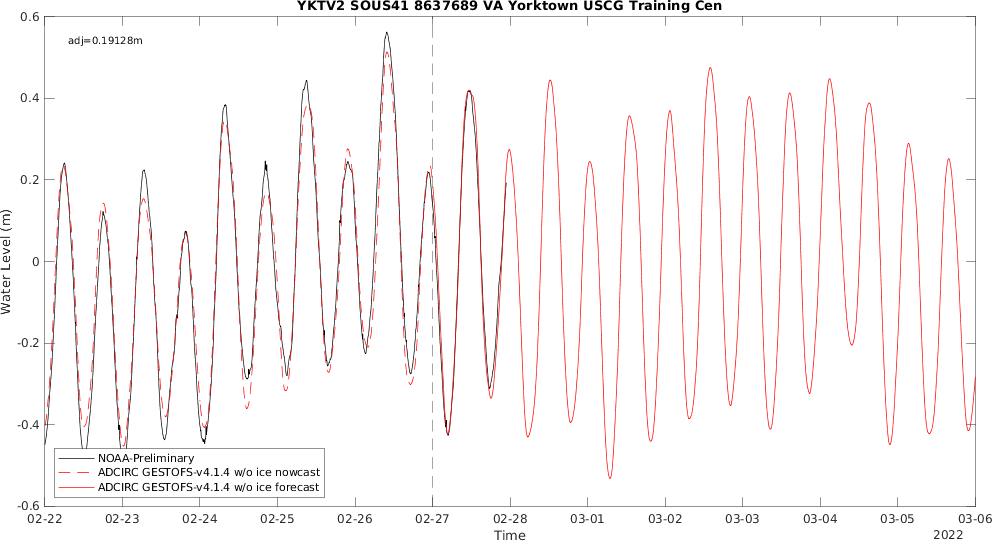 YKTV2 SOUS41 8637689 VA Yorktown USCG Training Cen
adj=0.19128m
Water Level (m)
0.6
0.4
0.2
0
-0.2
-0.4
-0.6
NOAA-Preliminary
ADCIRC GESTOFS-v4.1.4 w/o ice nowcast
ADCIRC GESTOFS-v4.1.4 w/o ice forecast
02-22 02-23 02-24 02-25 02-26 02-27 02-28 03-01 03-02 03-03 03-04 03-05 03-06
Time
2022